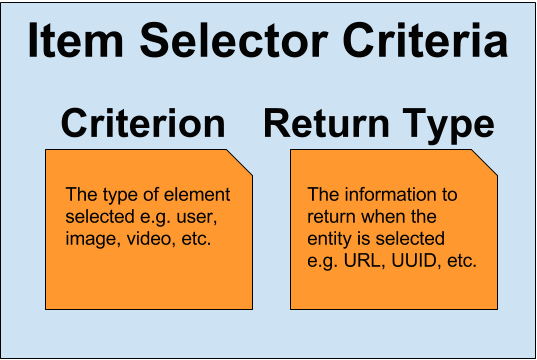 Item Selector Criteria
Criterion
Return Type
The type of element
selected e.g. user,
image, video, etc.
The information to
return when the
entity is selected
e.g. URL, UUID, etc.